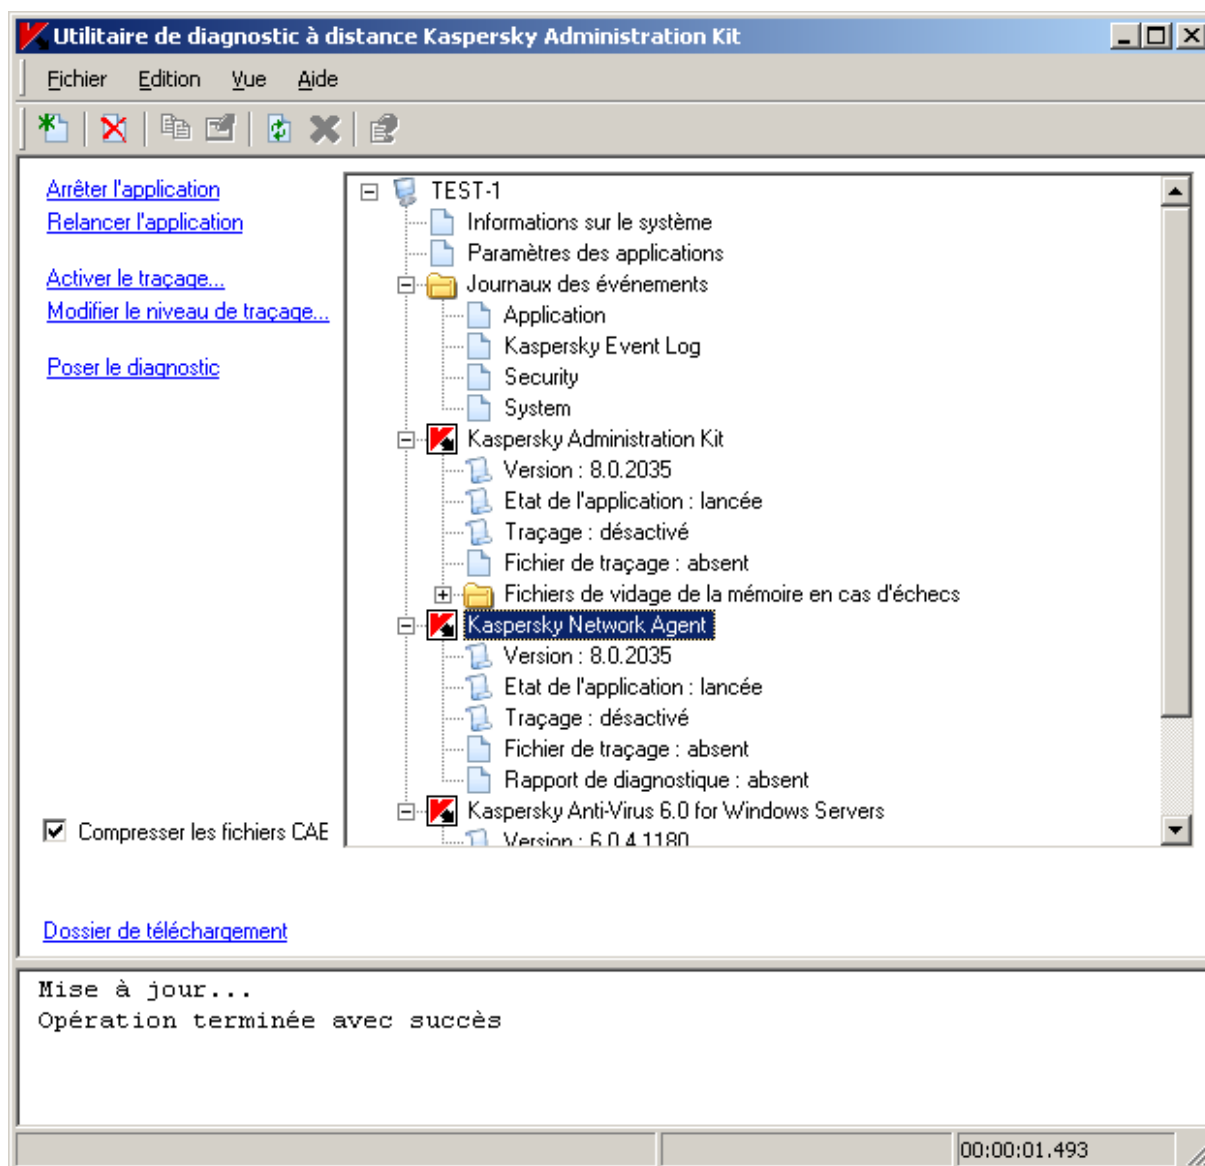 Utilitaire de diagnostic à distance Kaspersky Administration Kit
Fichier Edition Vue Aide
Arrêter l'application
Relancer l'application
Activer le traçage...
Modifier le niveau de traçage...
Poser le diagnostic
Compresser les fichiers CAB
Dossier de téléchargement
TEST-1
Informations sur le système
Paramètres des applications
Journaux des événements
Application
Kaspersky Event Log
Security
System
Kaspersky Administration Kit
Version : 8.0.2035
Etat de l'application : lancée
Traçage : désactivé
Fichier de traçage : absent
Fichiers de vidage de la mémoire en cas d'échecs
Kaspersky Network Agent
Version : 8.0.2035
Etat de l'application : lancée
Traçage : désactivé
Fichier de traçage : absent
Rapport de diagnostique : absent
Kaspersky Anti-Virus 6.0 for Windows Servers
Version : 6.0.4.1180
Mise à jour...
Opération terminée avec succès
00:00:01.493